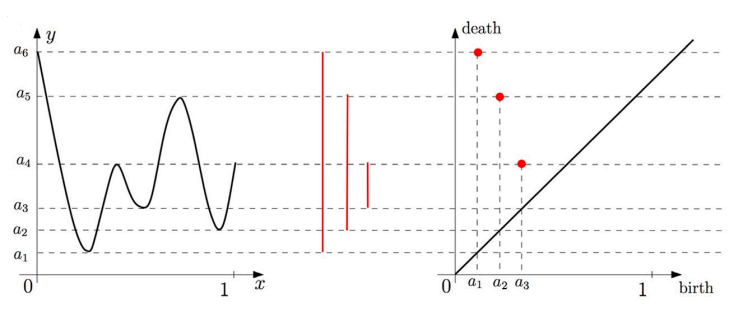 y
a₆
a₅
a₄
a₃
a₂
a₁
0
1
x
death
0
a₁ a₂ a₃
1
birth